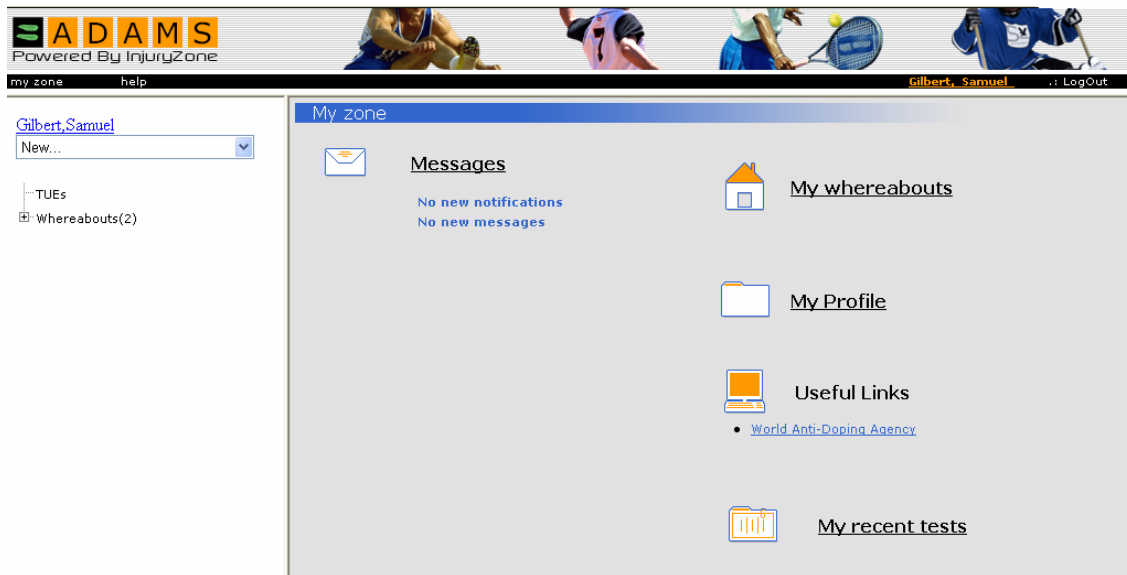 ADAMS
Powered By InjuryZone
my zone help Gilbert, Samuel .: LogOut
Gilbert,Samuel
New...
TUEs
Whereabouts(2)
My zone
Messages
No new notifications
No new messages
My whereabouts
My Profile
Useful Links
World Anti-Doping Agency
My recent tests
7